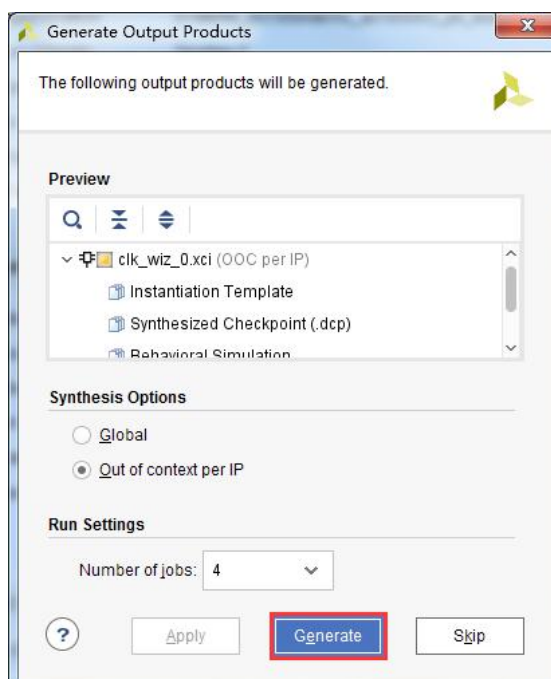 Generate Output Products
The following output products will be generated.
Preview
clk_wiz_0.xci (OOC per IP)
Instantiation Template
Synthesized Checkpoint (.dcp)
Behavioral Simulation
Synthesis Options
Global
Out of context per IP
Run Settings
Number of jobs: 4
? Apply Generate Skip